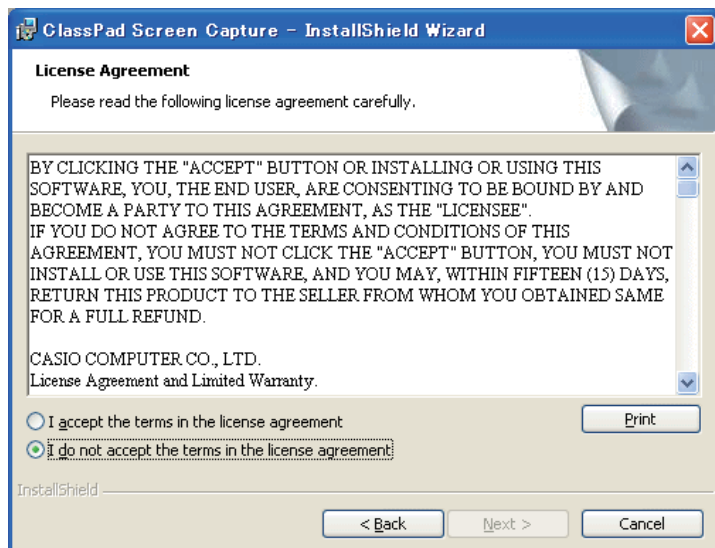 ClassPad Screen Capture - InstallShield Wizard
License Agreement
Please read the following license agreement carefully.
BY CLICKING THE "ACCEPT" BUTTON OR INSTALLING OR USING THIS
SOFTWARE, YOU, THE END USER, ARE CONSENTING TO BE BOUND BY AND
BECOME A PARTY TO THIS AGREEMENT, AS THE "LICENSEE".
IF YOU DO NOT AGREE TO THE TERMS AND CONDITIONS OF THIS
AGREEMENT, YOU MUST NOT CLICK THE "ACCEPT" BUTTON, YOU MUST NOT
INSTALL OR USE THIS SOFTWARE, AND YOU MAY, WITHIN FIFTEEN (15) DAYS,
RETURN THIS PRODUCT TO THE SELLER FROM WHOM YOU OBTAINED SAME
FOR A FULL REFUND.
CASIO COMPUTER CO., LTD.
License Agreement and Limited Warranty.
I accept the terms in the license agreement
Print
I do not accept the terms in the license agreement
InstallShield
< Back
Next >
Cancel